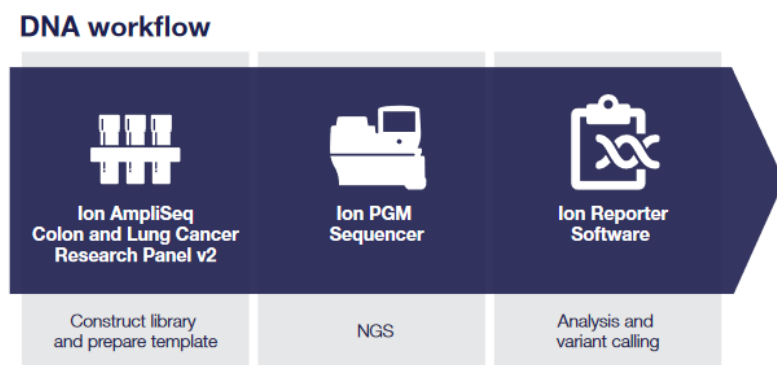 DNA workflow
Ion AmpliSeq
Colon and Lung Cancer
Research Panel v2
Ion PGM
Sequencer
Ion Reporter
Software
Construct library
and prepare template
NGS
Analysis and
variant calling